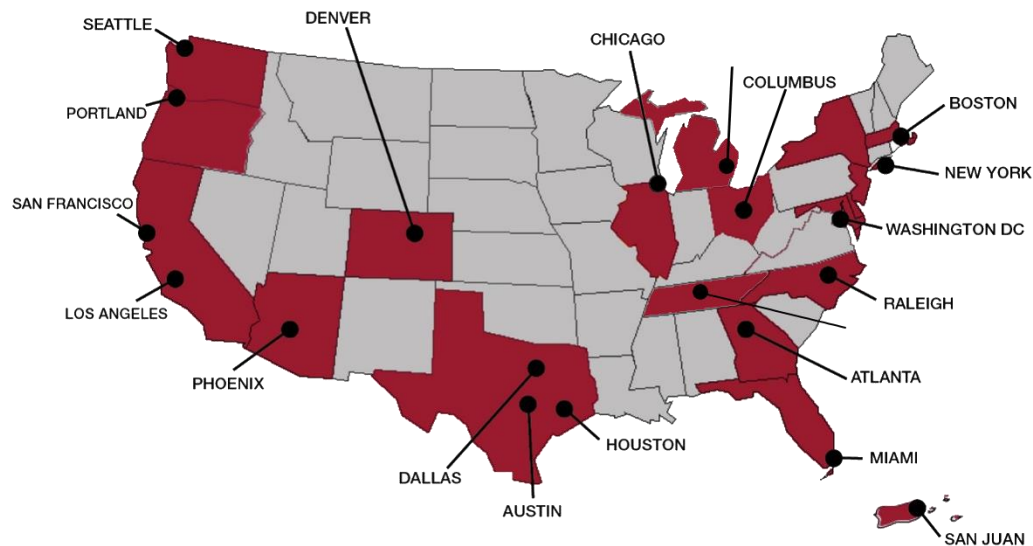 DENVER
SEATTLE
CHICAGO
COLUMBUS
PORTLAND
BOSTON
NEW YORK
SAN FRANCISCO
WASHINGTON DC
RALEIGH
LOS ANGELES
PHOENIX
ATLANTA
HOUSTON
MIAMI
DALLAS
AUSTIN
SAN JUAN